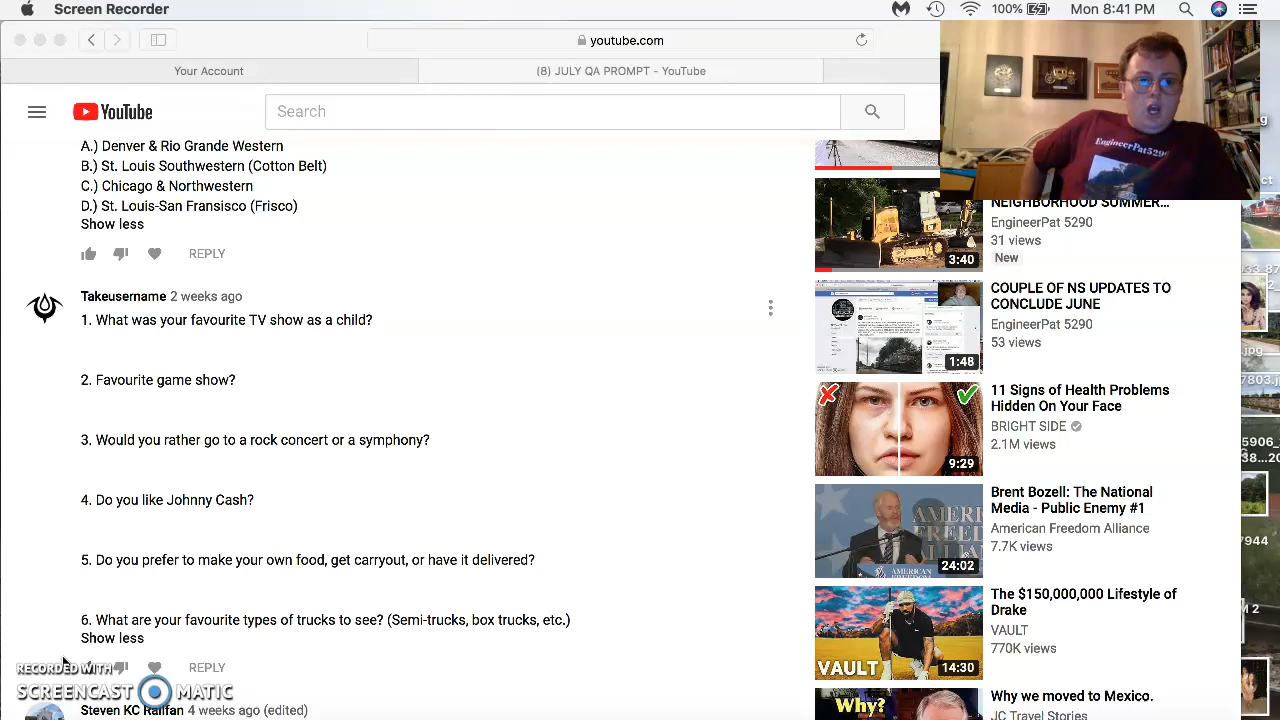 Screen Recorder
100%
Mon 8:41 PM
youtube.com
Your Account
(8) JULY QA PROMPT - YouTube
YouTube
Search
EngineerPat5290
A.) Denver & Rio Grande Western
B.) St. Louis Southwestern (Cotton Belt)
C.) Chicago & Northwestern
D.) St. Louis-San Fransisco (Frisco)
Show less
REPLY
Takeusername 2 weeks ago
1. What was your favourite TV show as a child?
2. Favourite game show?
3. Would you rather go to a rock concert or a symphony?
4. Do you like Johnny Cash?
5. Do you prefer to make your own food, get carryout, or have it delivered?
6. What are your favourite types of trucks to see? (Semi-trucks, box trucks, etc.)
Show less
REPLY
RECORDED WITH
SCREENCAST MATIC
Steven KC Railfan 4 weeks ago (edited)
NEIGHBORHOOD SUMMER...
EngineerPat 5290
31 views
New
3:40
COUPLE OF NS UPDATES TO
CONCLUDE JUNE
EngineerPat 5290
53 views
1:48
11 Signs of Health Problems
Hidden On Your Face
BRIGHT SIDE
2.1M views
9:29
Brent Bozell: The National
Media - Public Enemy #1
American Freedom Alliance
7.7K views
24:02
The $150,000,000 Lifestyle of
Drake
VAULT
770K views
VAULT
14:30
Why we moved to Mexico.
JC Travel Stories
Why?
g
ct
.jpg
7803.j
5906_
38...20
7944
M 2